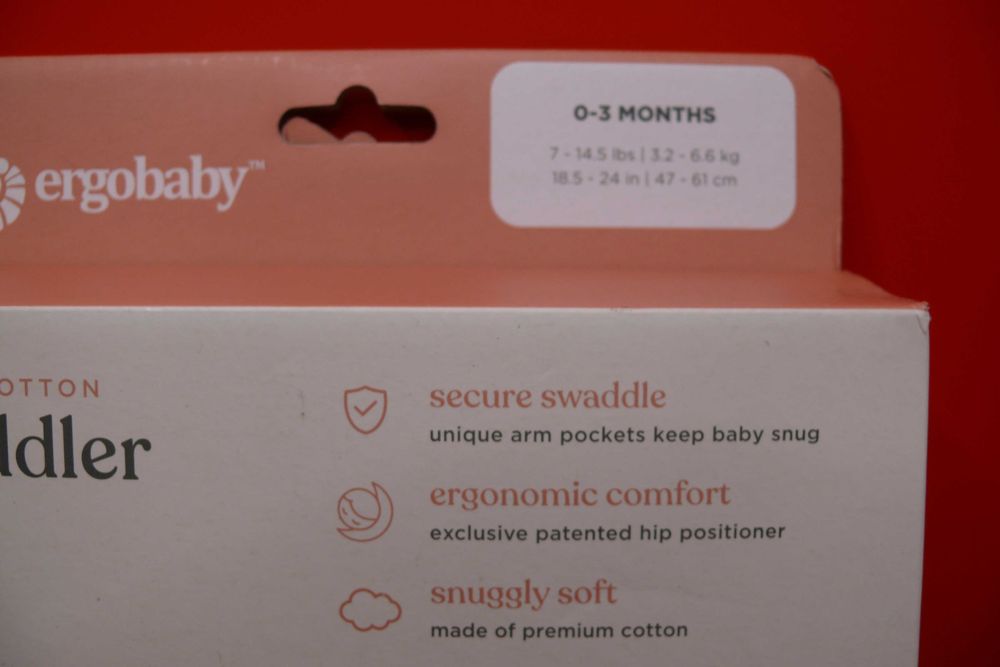 ergobaby™
0-3 MONTHS
7 - 14.5 lbs | 3.2 - 6.6 kg
18.5 - 24 in | 47 - 61 cm
OTTON
dler
secure swaddle
unique arm pockets keep baby snug
ergonomic comfort
exclusive patented hip positioner
snuggly soft
made of premium cotton